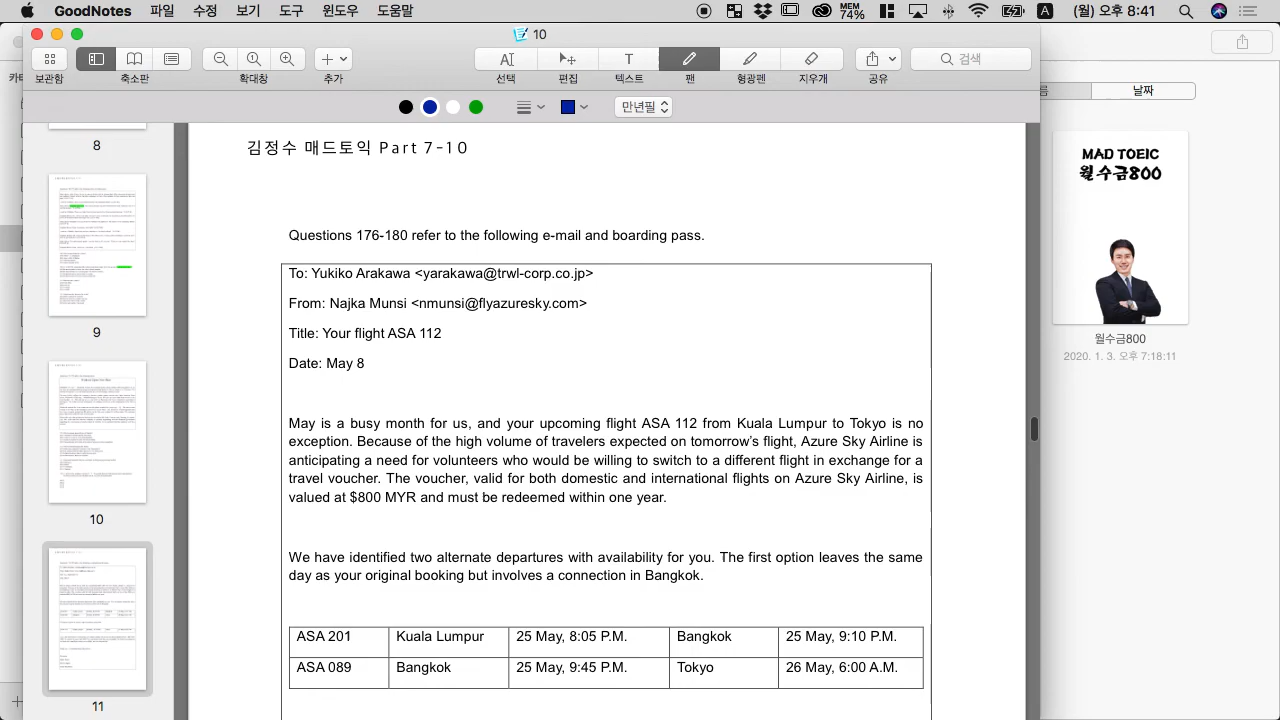 GoodNotes 파일 수정 보기 도구 윈도우 도움말 MEM 74% A (월) 오후 8:41
10
보관함 축소판 확대창 추가 선택 편집 T 텍스트 펜 형광펜 지우개 공유 검색
만년필
날짜
8
9
10
11
김정수 매드토익 Part 7-10
Questions 176-180 refer to the following e-mail and boarding pass.
To: Yukiko Arakawa <yarakawa@twl-corp.co.jp>
From: Maja Munsi <mmunsi@flyazuresky.com>
Title: Your flight ASA 112
Date: May 8
May is a busy month for us, and your upcoming flight ASA 112 from Kuala Lumpur to Tokyo is no
exception. Because of the high volume of travelers expected on tomorrow's flight, Azure Sky Airline is
anticipating a need for volunteers who would be willing to switch to a different flight in exchange for a
travel voucher. The voucher, valid for both domestic and international flights on Azure Sky Airline, is
valued at $800 MYR and must be redeemed within one year.
We have identified two alternate departures with availability for you. The first option leaves the same
day as your original booking but involves a connection in Bangkok.
ASA 201 Kuala Lumpur 25 May, 8:05 P.M. Bangkok 25 May, 9:10 P.M.
ASA 098 Bangkok 25 May, 9:45 P.M. Tokyo 26 May, 6:00 A.M.
MAD TOEIC
월수금800
월수금800
2020. 1. 3. 오후 7:18:11